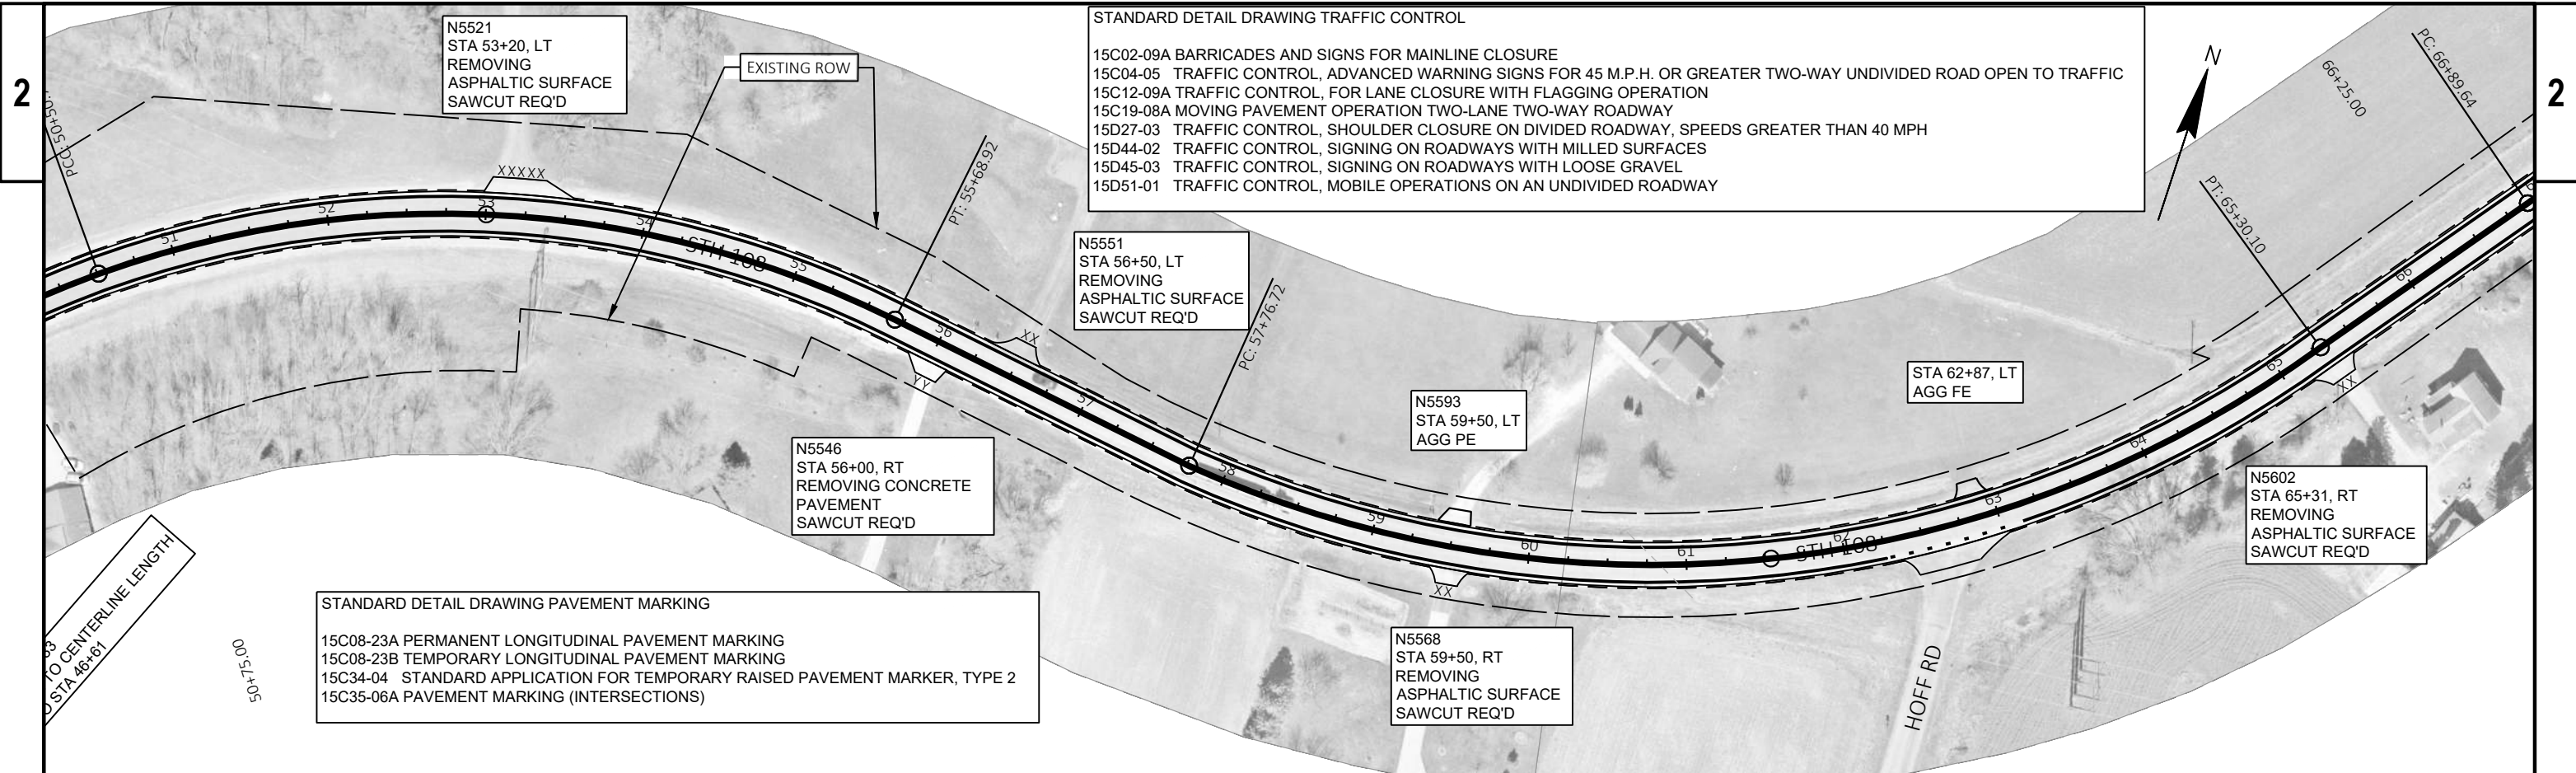 2
2
N5521
STA 53+20, LT
REMOVING
ASPHALTIC SURFACE
SAWCUT REQ'D
EXISTING ROW
STANDARD DETAIL DRAWING TRAFFIC CONTROL
15C02-09A BARRICADES AND SIGNS FOR MAINLINE CLOSURE
15C04-05 TRAFFIC CONTROL, ADVANCED WARNING SIGNS FOR 45 M.P.H. OR GREATER TWO-WAY UNDIVIDED ROAD OPEN TO TRAFFIC
15C12-09A TRAFFIC CONTROL, FOR LANE CLOSURE WITH FLAGGING OPERATION
15C19-08A MOVING PAVEMENT OPERATION TWO-LANE TWO-WAY ROADWAY
15D27-03 TRAFFIC CONTROL, SHOULDER CLOSURE ON DIVIDED ROADWAY, SPEEDS GREATER THAN 40 MPH
15D44-02 TRAFFIC CONTROL, SIGNING ON ROADWAYS WITH MILLED SURFACES
15D45-03 TRAFFIC CONTROL, SIGNING ON ROADWAYS WITH LOOSE GRAVEL
15D51-01 TRAFFIC CONTROL, MOBILE OPERATIONS ON AN UNDIVIDED ROADWAY
N
66+25.00
PC: 66+89.64
PT: 65+30.10
PCC: 50+50.
PT: 55+68.92
PC: 57+76.72
XXXXX
51
52
53
54
STH 108
55
56
XX
YY
57
58
59
60
61
62
STH 108
63
64
65
66
XX
XX
N5551
STA 56+50, LT
REMOVING
ASPHALTIC SURFACE
SAWCUT REQ'D
N5593
STA 59+50, LT
AGG PE
STA 62+87, LT
AGG FE
N5546
STA 56+00, RT
REMOVING CONCRETE
PAVEMENT
SAWCUT REQ'D
N5602
STA 65+31, RT
REMOVING
ASPHALTIC SURFACE
SAWCUT REQ'D
N5568
STA 59+50, RT
REMOVING
ASPHALTIC SURFACE
SAWCUT REQ'D
HOFF RD
TO CENTERLINE LENGTH
STA 46+61
50+75.00
STANDARD DETAIL DRAWING PAVEMENT MARKING
15C08-23A PERMANENT LONGITUDINAL PAVEMENT MARKING
15C08-23B TEMPORARY LONGITUDINAL PAVEMENT MARKING
15C34-04 STANDARD APPLICATION FOR TEMPORARY RAISED PAVEMENT MARKER, TYPE 2
15C35-06A PAVEMENT MARKING (INTERSECTIONS)